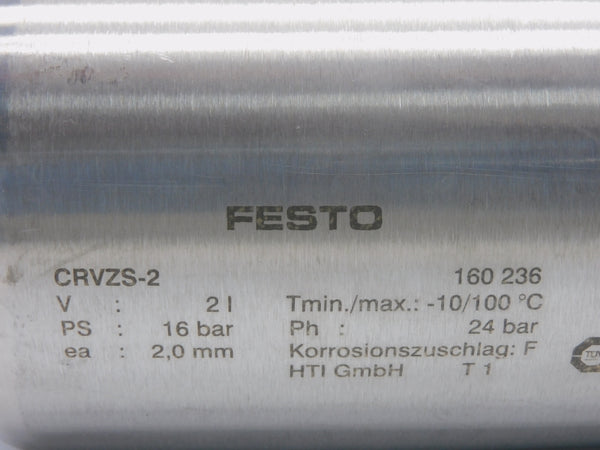 FESTO
CRVZS-2 160 236
V : 2 l Tmin./max.: -10/100 °C
PS : 16 bar Ph : 24 bar
ea : 2,0 mm Korrosionszuschlag: F
HTI GmbH T 1
TÜV